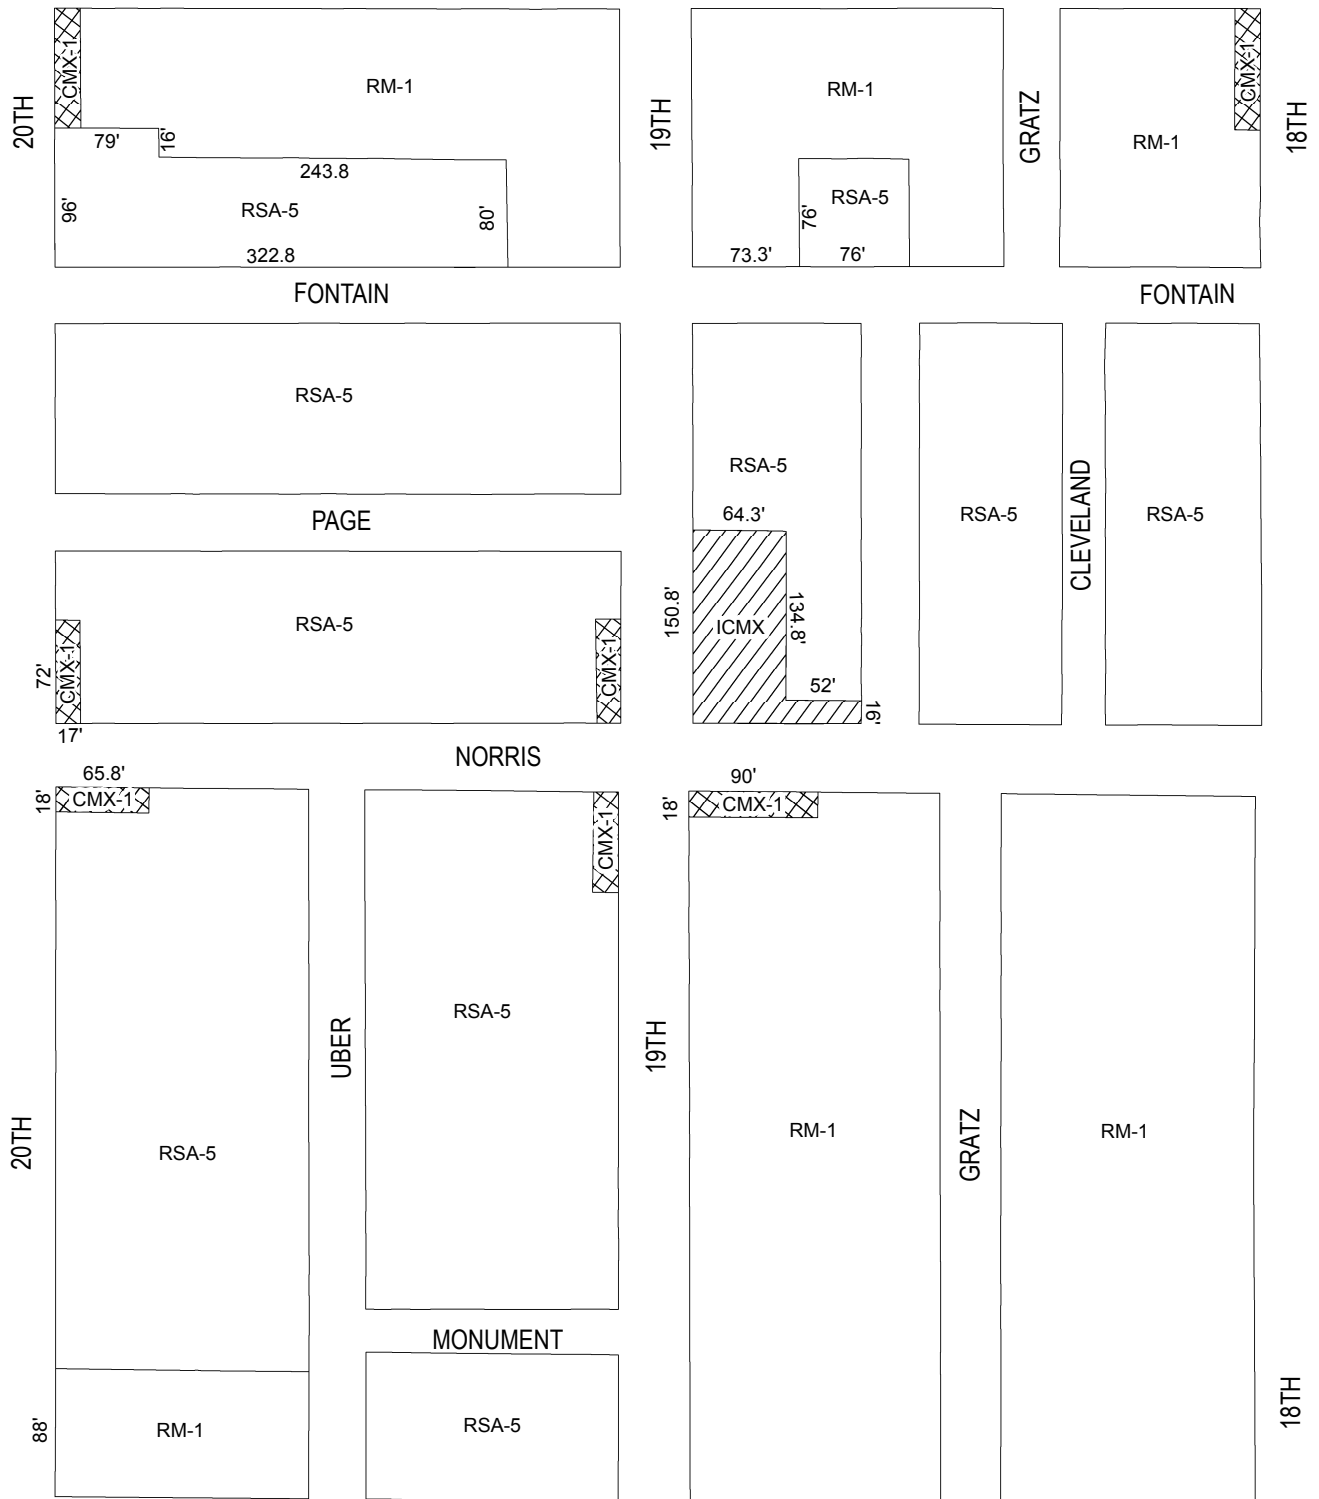 CMX-1
RM-1
RM-1
GRATZ
CMX-1
RM-1
20TH
19TH
18TH
79'
16'
243.8
96'
RSA-5
80'
322.8
RSA-5
76'
73.3'
76'
FONTAIN
FONTAIN
RSA-5
RSA-5
PAGE
64.3'
RSA-5
CLEVELAND
RSA-5
RSA-5
150.8'
ICMX
134.8'
52'
16'
72'
CMX-1
CMX-1
17'
NORRIS
65.8'
18'
CMX-1
CMX-1
90'
18'
CMX-1
RSA-5
UBER
19TH
20TH
RSA-5
RM-1
GRATZ
RM-1
MONUMENT
88'
RM-1
RSA-5
18TH